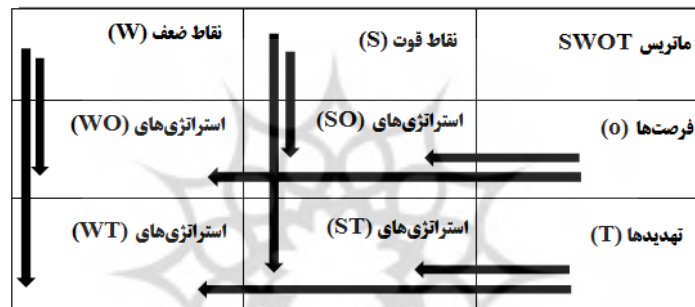 ماتریس SWOT
نقاط قوت (S)
نقاط ضعف (W)
فرصت‌ها (o)
استراتژی‌های (SO)
استراتژی‌های (WO)
تهدیدها (T)
استراتژی‌های (ST)
استراتژی‌های (WT)